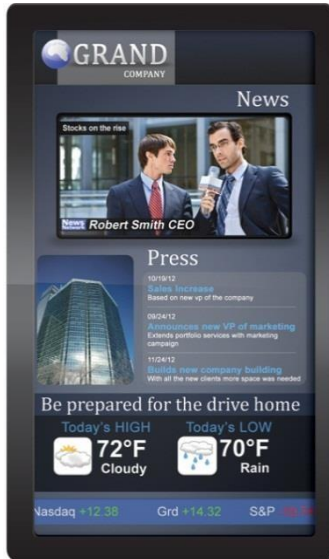 GRAND
COMPANY
News
Stocks on the rise
News Robert Smith CEO
Press
10/19/12
Sales Increase
Based on new vp of the company
09/24/12
Announces new VP of marketing
Extends portfolio services with marketing
campaign
11/24/12
Builds new company building
With all the new clients more space was needed
Be prepared for the drive home
Today's HIGH Today's LOW
72°F 70°F
Cloudy Rain
Nasdaq +12.38 Grd +14.32 S&P